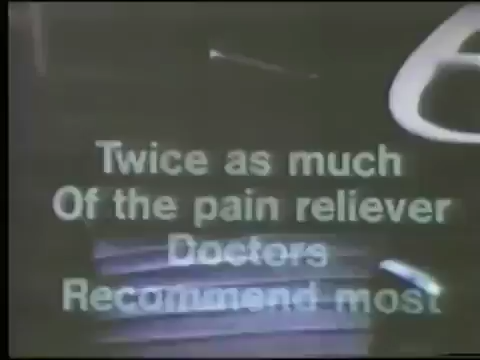 Twice as much
Of the pain reliever
Doctors
Recommend most